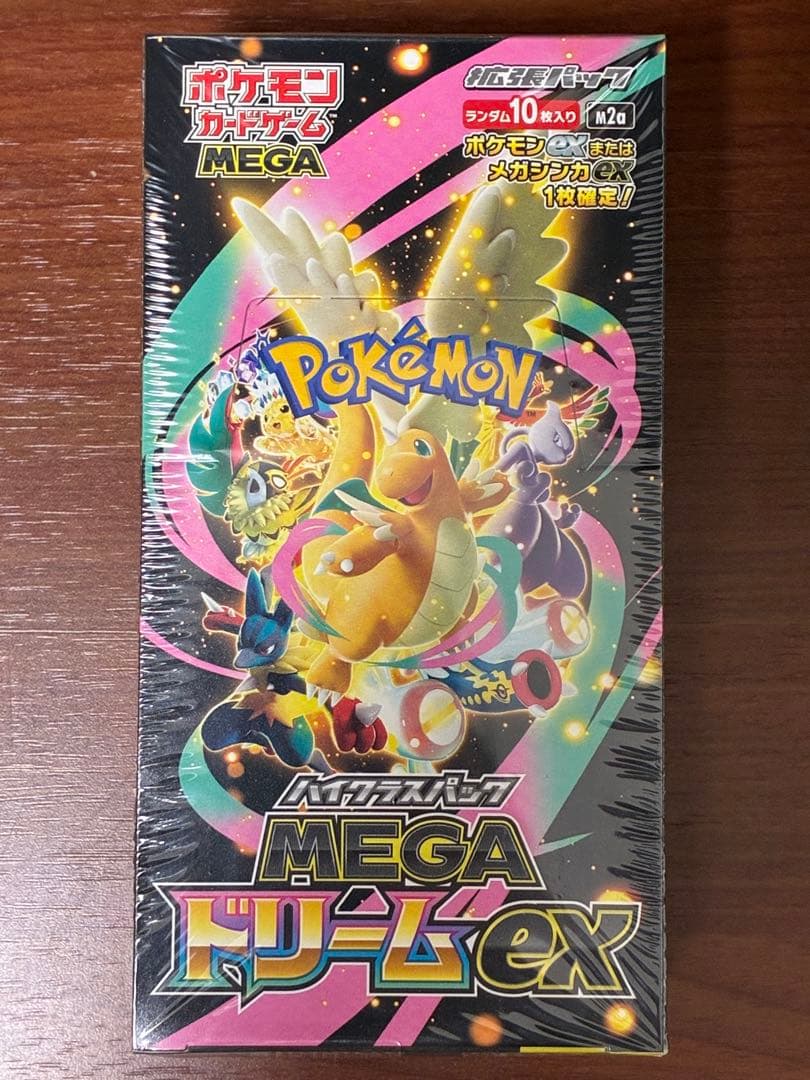 ポケモン
カードゲーム™
MEGA
拡張パック
ランダム10枚入り M2a
ポケモンexまたは
メガシンカex
1枚確定!
POKéMON™
ハイクラスパック
MEGA
ドリームex